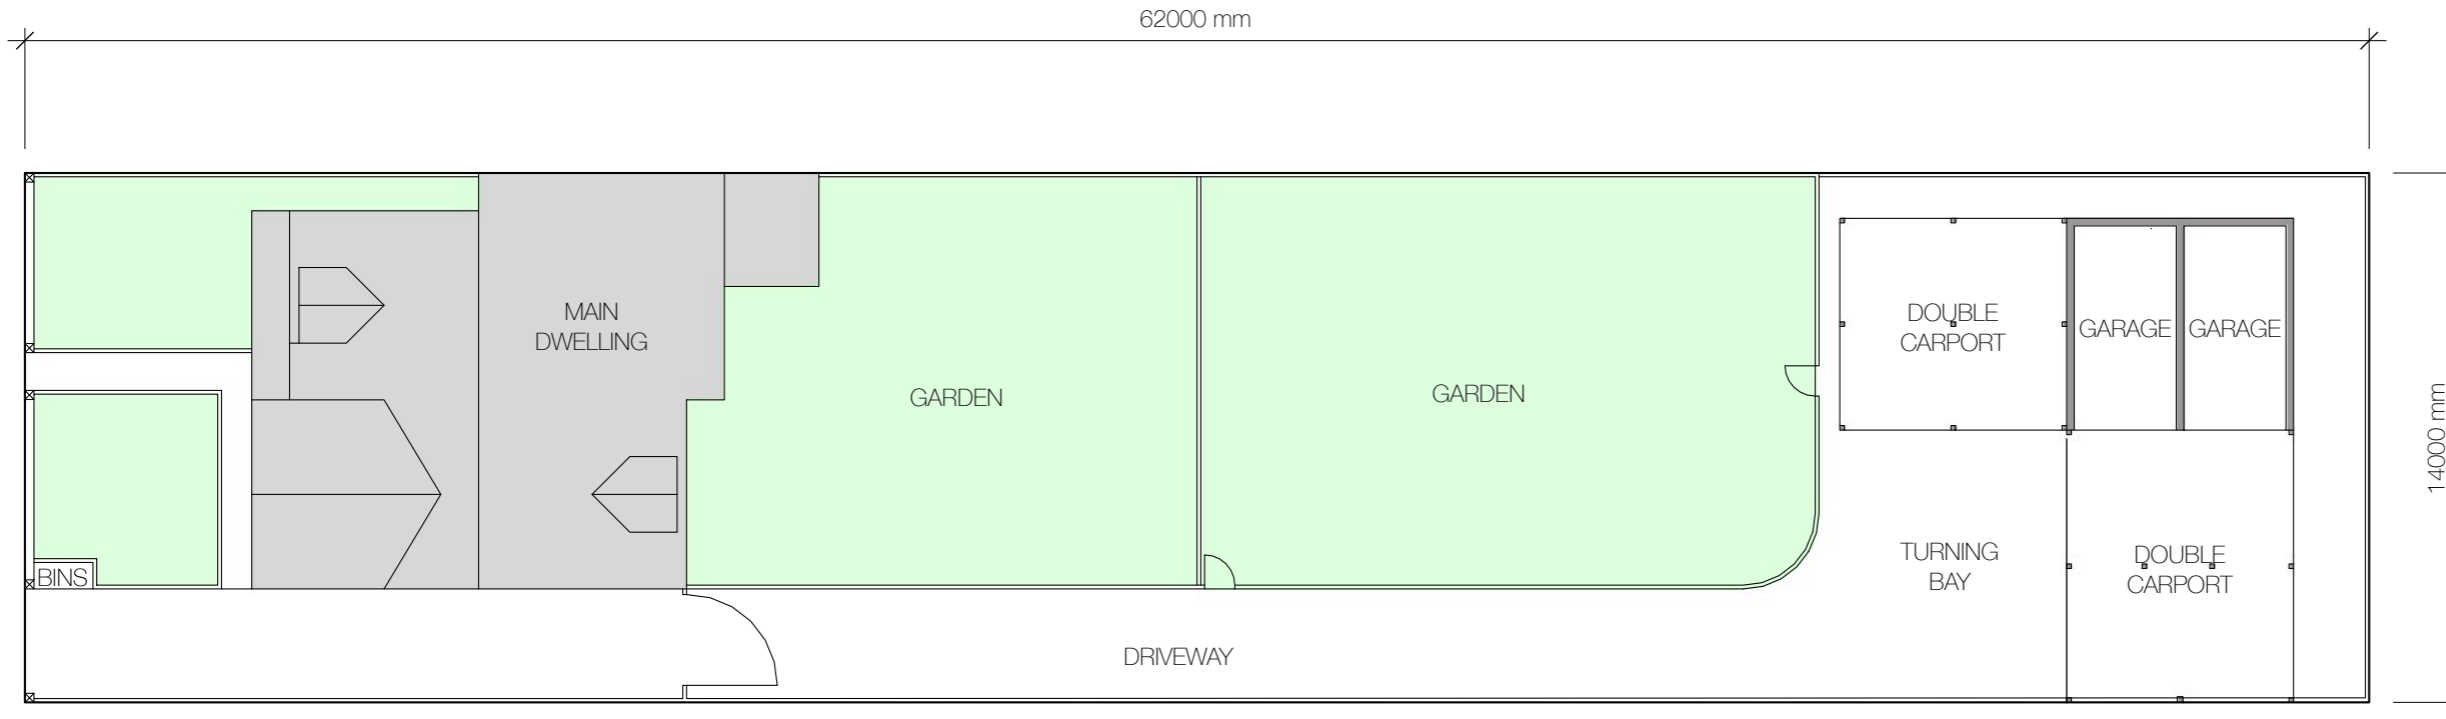 62000 mm
MAIN
DWELLING
GARDEN
GARDEN
DOUBLE
CARPORT
GARAGE
GARAGE
14000 mm
BINS
TURNING
BAY
DOUBLE
CARPORT
DRIVEWAY